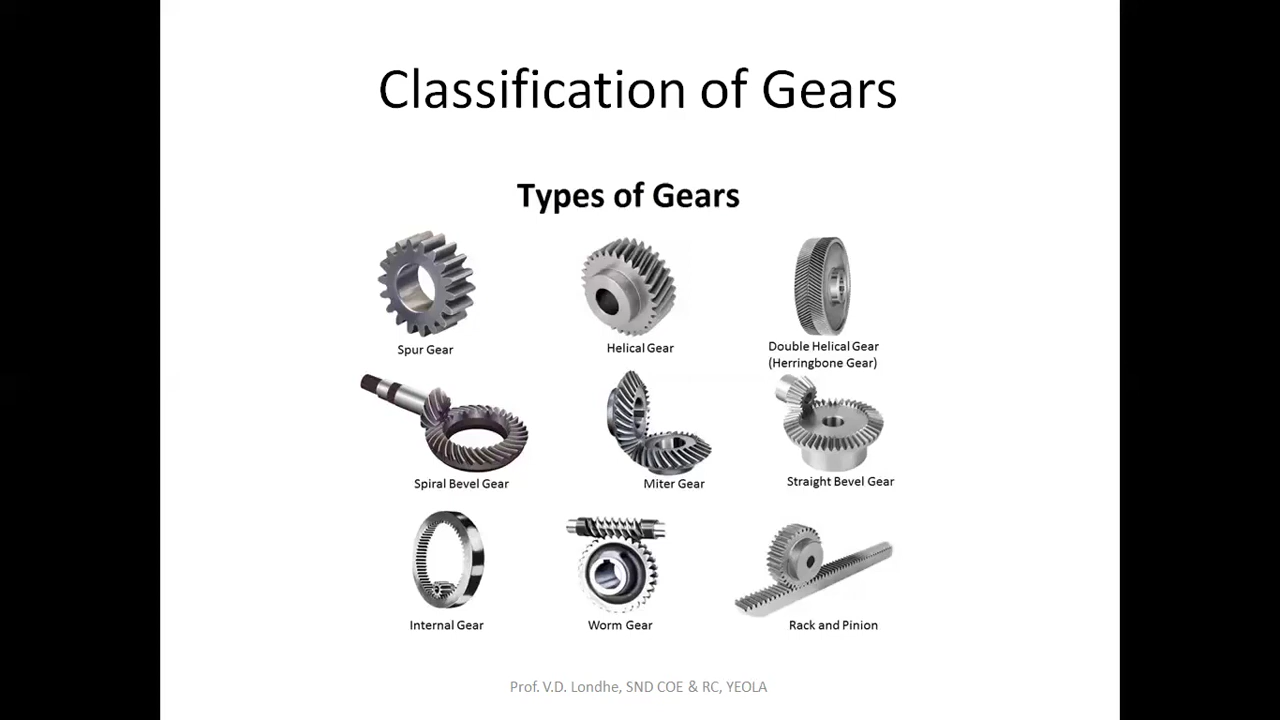 Classification of Gears
Types of Gears
Spur Gear
Helical Gear
Double Helical Gear
(Herringbone Gear)
Spiral Bevel Gear
Miter Gear
Straight Bevel Gear
Internal Gear
Worm Gear
Rack and Pinion
Prof. V.D. Londhe, SND COE & RC, YEOLA